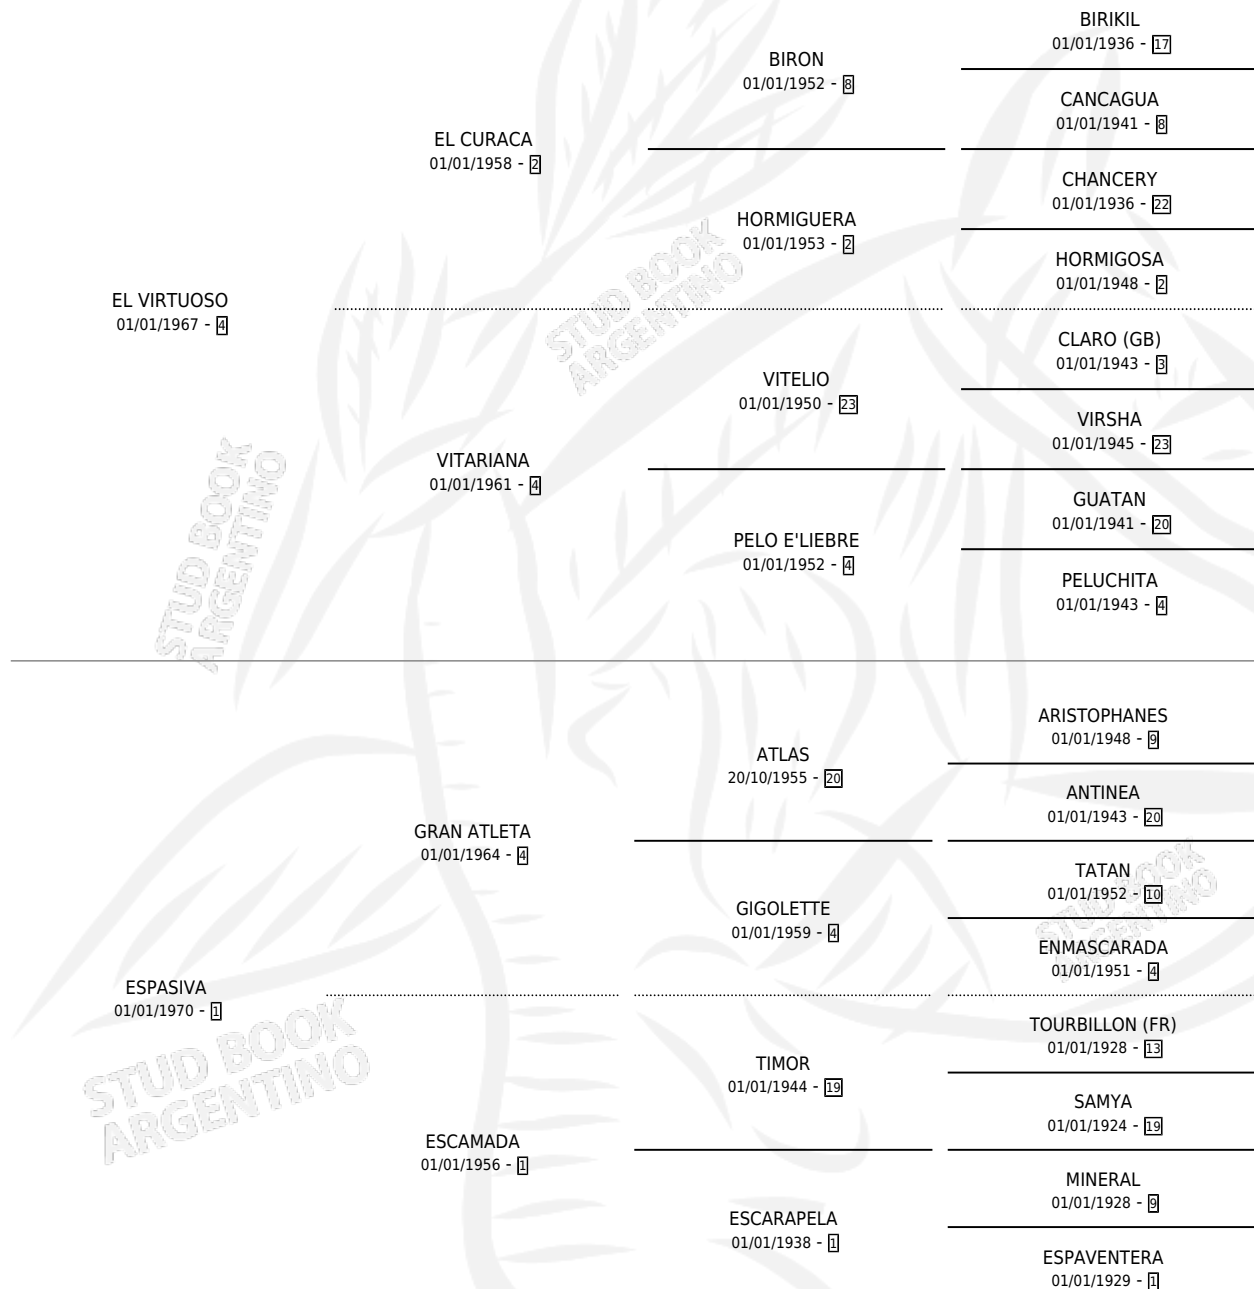 BIRIKIL
01/01/1936 - 17
BIRON
01/01/1952 - 8
CANCAGUA
01/01/1941 - 8
EL CURACA
01/01/1958 - 2
CHANCERY
01/01/1936 - 22
HORMIGUERA
01/01/1953 - 2
HORMIGOSA
01/01/1948 - 2
EL VIRTUOSO
01/01/1967 - 4
CLARO (GB)
01/01/1943 - 3
VITELIO
01/01/1950 - 23
VIRSHA
01/01/1945 - 23
VITARIANA
01/01/1961 - 4
GUATAN
01/01/1941 - 20
PELO E'LIEBRE
01/01/1952 - 4
PELUCHITA
01/01/1943 - 4
ARISTOPHANES
01/01/1948 - 9
ATLAS
20/10/1955 - 20
ANTINEA
01/01/1943 - 20
GRAN ATLETA
01/01/1964 - 4
TATAN
01/01/1952 - 10
GIGOLETTE
01/01/1959 - 4
ENMASCARADA
01/01/1951 - 4
ESPASIVA
01/01/1970 - 1
TOURBILLON (FR)
01/01/1928 - 13
TIMOR
01/01/1944 - 19
SAMYA
01/01/1924 - 19
ESCAMADA
01/01/1956 - 1
MINERAL
01/01/1928 - 9
ESCARAPELA
01/01/1938 - 1
ESPAVENTERA
01/01/1929 - 1
STUD BOOK
ARGENTINO
STUD BOOK
ARGENTINO
STUD BOOK
ARGENTINO
STUD BOOK
ARGENTINO